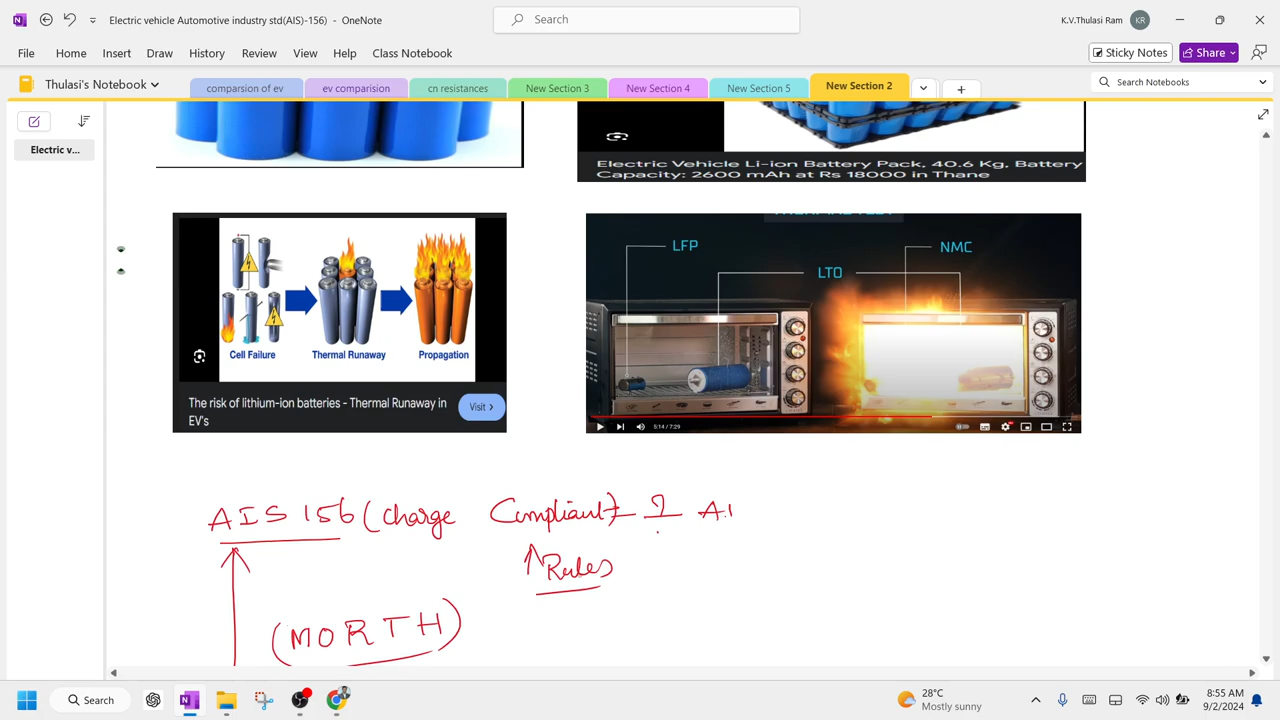 Electric vehicle Automotive industry std(AIS)-156) - OneNote
Search
K.V.Thulasi Ram
KR
File Home Insert Draw History Review View Help Class Notebook
Sticky Notes
Share
Thulasi's Notebook
comparsion of ev
ev comparision
cn resistances
New Section 3
New Section 4
New Section 5
New Section 2
Search Notebooks
Electric v...
Electric Vehicle Li-ion Battery Pack, 40.6 Kg, Battery
Capacity: 2600 mAh at Rs 18000 in Thane
Cell Failure
Thermal Runaway
Propagation
The risk of lithium-ion batteries - Thermal Runaway in
EV's
Visit
LFP
LTO
NMC
5:14 / 7:29
AIS 156 (charge Compliant) - ? AI
Rules
(MORTH)
Search
28°C
Mostly sunny
8:55 AM
9/2/2024